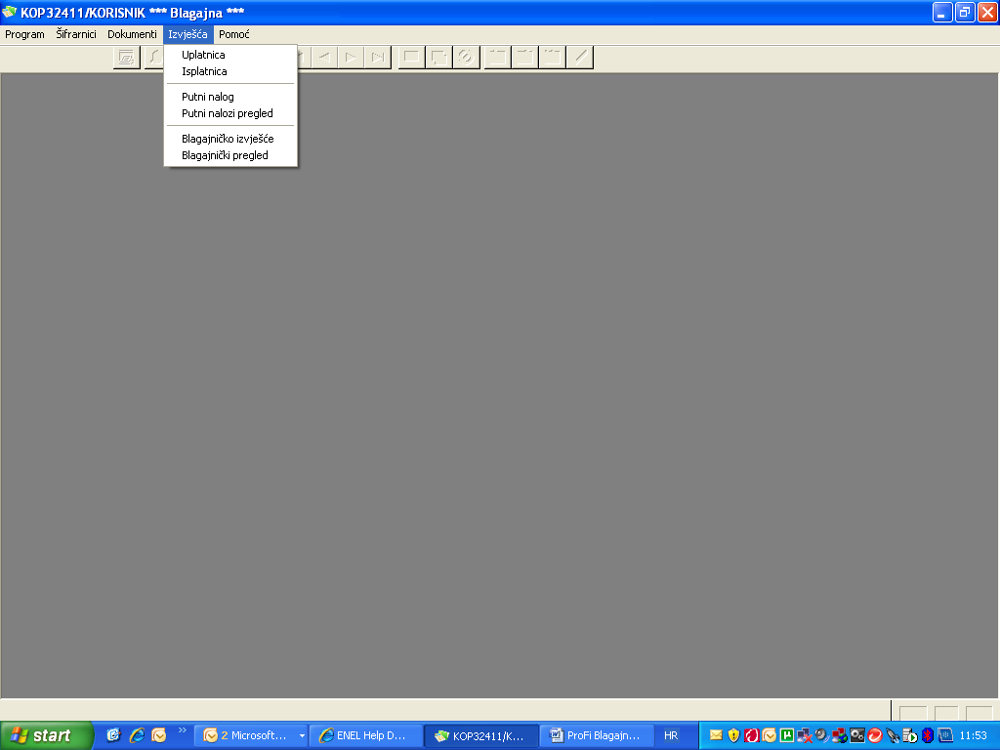 KOP32411/KORISNIK *** Blagajna ***
Program Šifrarnici Dokumenti Izvješća Pomoć
Uplatnica
Isplatnica
Putni nalog
Putni nalozi pregled
Blagajničko izvješće
Blagajnički pregled
start 2 Microsoft... ENEL Help D... KOP32411/K... ProFi Blagajn... HR 11:53